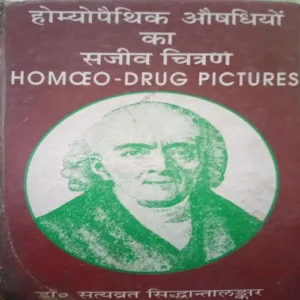 होम्योपैथिक औषधियों
का
सजीव चित्रण
HOMŒO-DRUG PICTURES
डा० सत्यव्रत सिद्धान्तालङ्कार